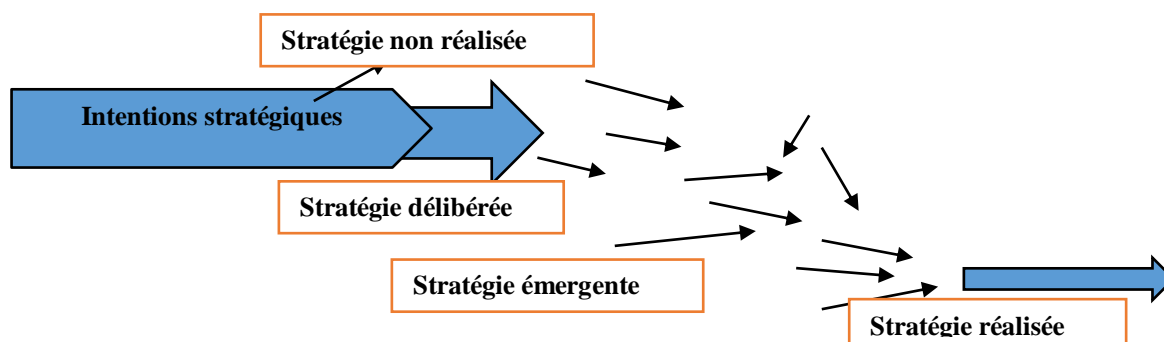 Stratégie non réalisée
Intentions stratégiques
Stratégie délibérée
Stratégie émergente
Stratégie réalisée